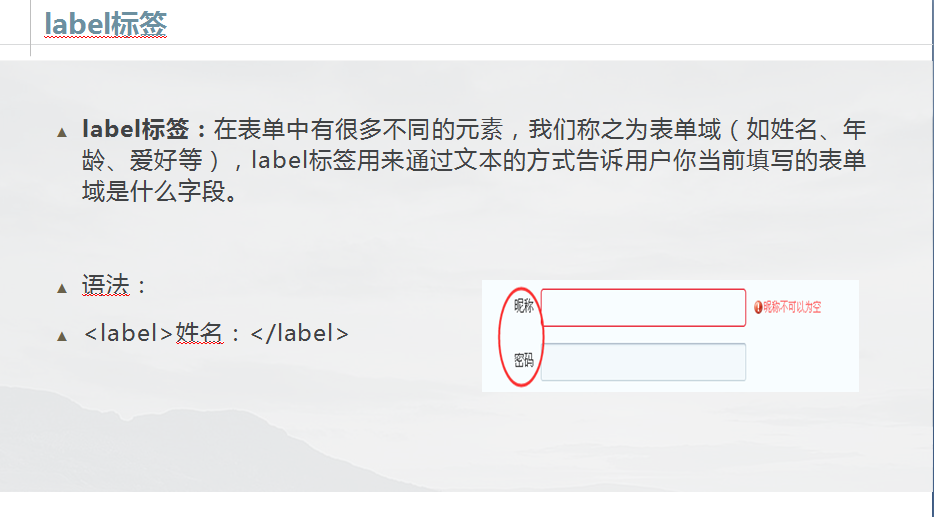 label标签
label标签：在表单中有很多不同的元素，我们称之为表单域（如姓名、年
龄、爱好等），label标签用来通过文本的方式告诉用户你当前填写的表单
域是什么字段。
语法：
<label>姓名：</label>
昵称
昵称不可以为空
密码